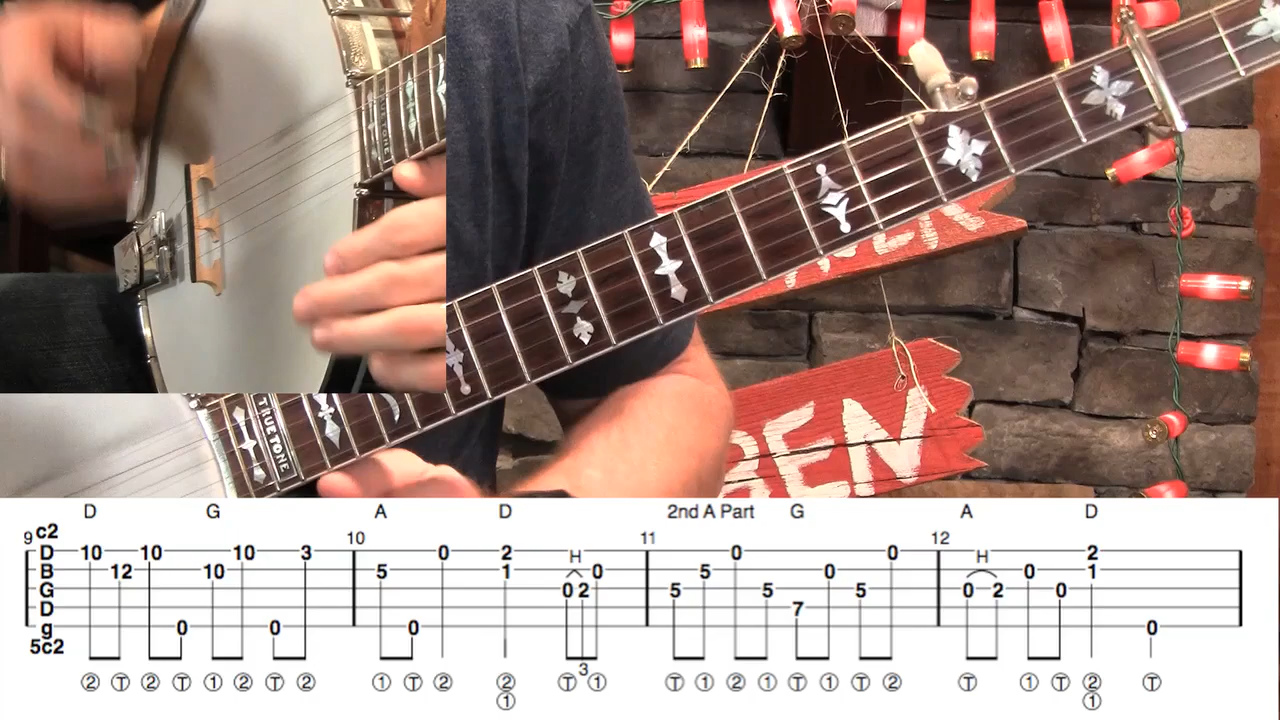 BEN
TRUETONE
D G A D 2nd A Part G A D
9 c2 10 11 12
D 10 10 10 3 0 2 H 0 0 H 2
B 12 10 5 1 0 5 0 0 1
G 0 2 5 5 5 0 2 0
D 7
g 0 0 0 0
5c2
3
2 T 2 T 1 2 T 2 1 T 2 2 T 1 T 1 2 1 T 1 T 2 T 1 T 2 T
1 1